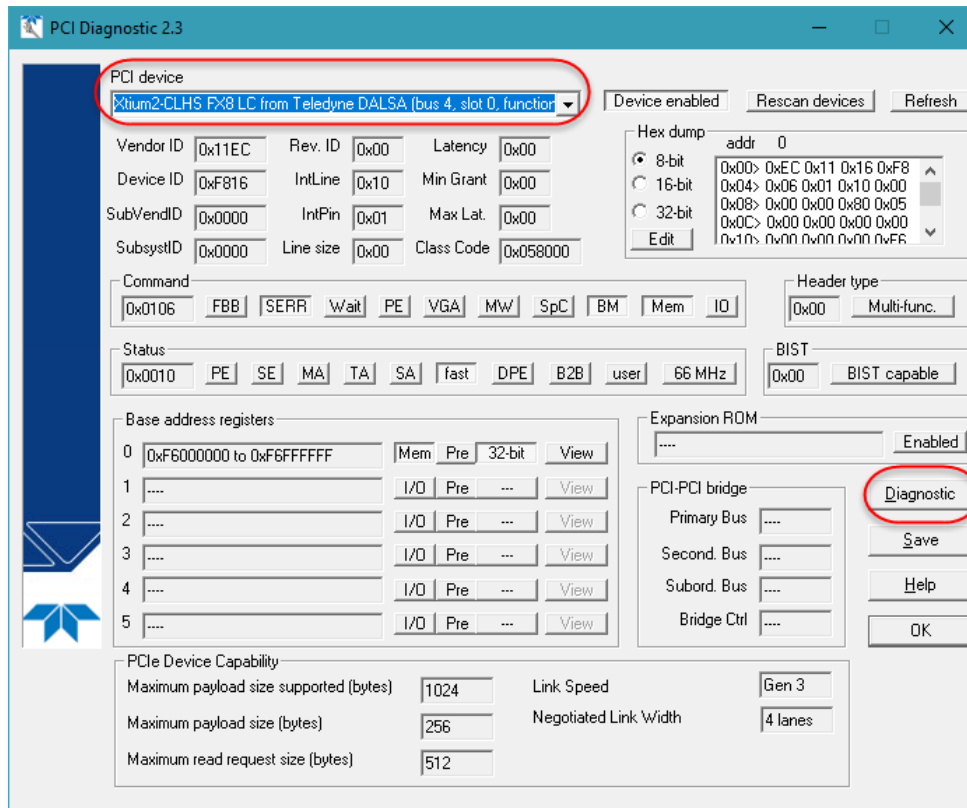 PCI Diagnostic 2.3
PCI device
Xtium2-CLHS FX8 LC from Teledyne DALSA (bus 4, slot 0, function
Device enabled Rescan devices Refresh
Vendor ID 0x11EC Rev. ID 0x00 Latency 0x00
Device ID 0xF816 IntLine 0x10 Min Grant 0x00
SubVendID 0x0000 IntPin 0x01 Max Lat. 0x00
SubsystID 0x0000 Line size 0x00 Class Code 0x058000
Hex dump
addr 0
8-bit
16-bit
32-bit
Edit
0x00> 0xEC 0x11 0x16 0xF8
0x04> 0x06 0x01 0x10 0x00
0x08> 0x00 0x00 0x80 0x05
0x0C> 0x00 0x00 0x00 0x00
0x10> 0x00 0x00 0x00 0xF6
Command
0x0106 FBB SERR Wait PE VGA MW SpC BM Mem IO
Header type
0x00 Multi-func.
Status
0x0010 PE SE MA TA SA fast DPE B2B user 66 MHz
BIST
0x00 BIST capable
Base address registers
0 0xF6000000 to 0xF6FFFFFF Mem Pre 32-bit View
1 ---- I/O Pre --- View
2 ---- I/O Pre --- View
3 ---- I/O Pre --- View
4 ---- I/O Pre --- View
5 ---- I/O Pre --- View
Expansion ROM
---- Enabled
PCI-PCI bridge
Primary Bus ----
Second. Bus ----
Subord. Bus ----
Bridge Ctrl ----
Diagnostic
Save
Help
OK
PCIe Device Capability
Maximum payload size supported (bytes) 1024 Link Speed Gen 3
Maximum payload size (bytes) 256 Negotiated Link Width 4 lanes
Maximum read request size (bytes) 512